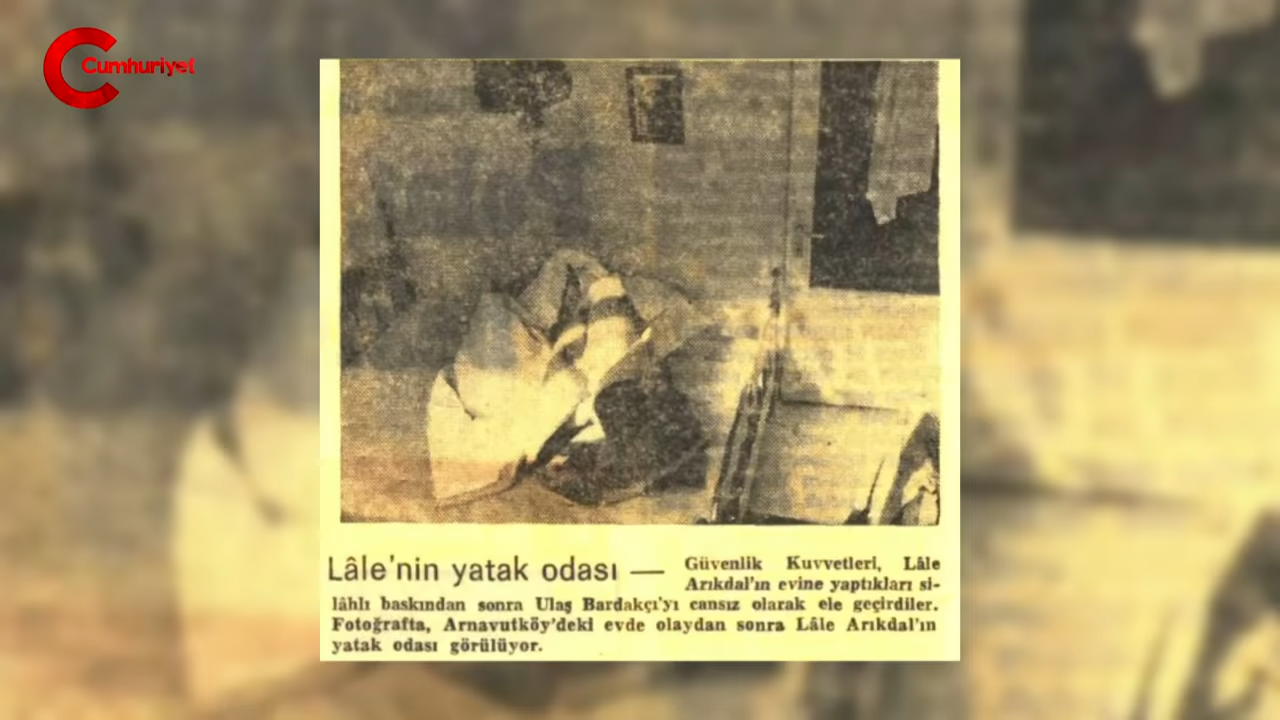 Cumhuriyet
Lâle'nin yatak odası — Güvenlik Kuvvetleri, Lâle
Arıkdal'ın evine yaptıkları si-
lâhlı baskından sonra Ulaş Bardakçı'yı cansız olarak ele geçirdiler.
Fotoğrafta, Arnavutköy'deki evde olaydan sonra Lâle Arıkdal'ın
yatak odası görülüyor.